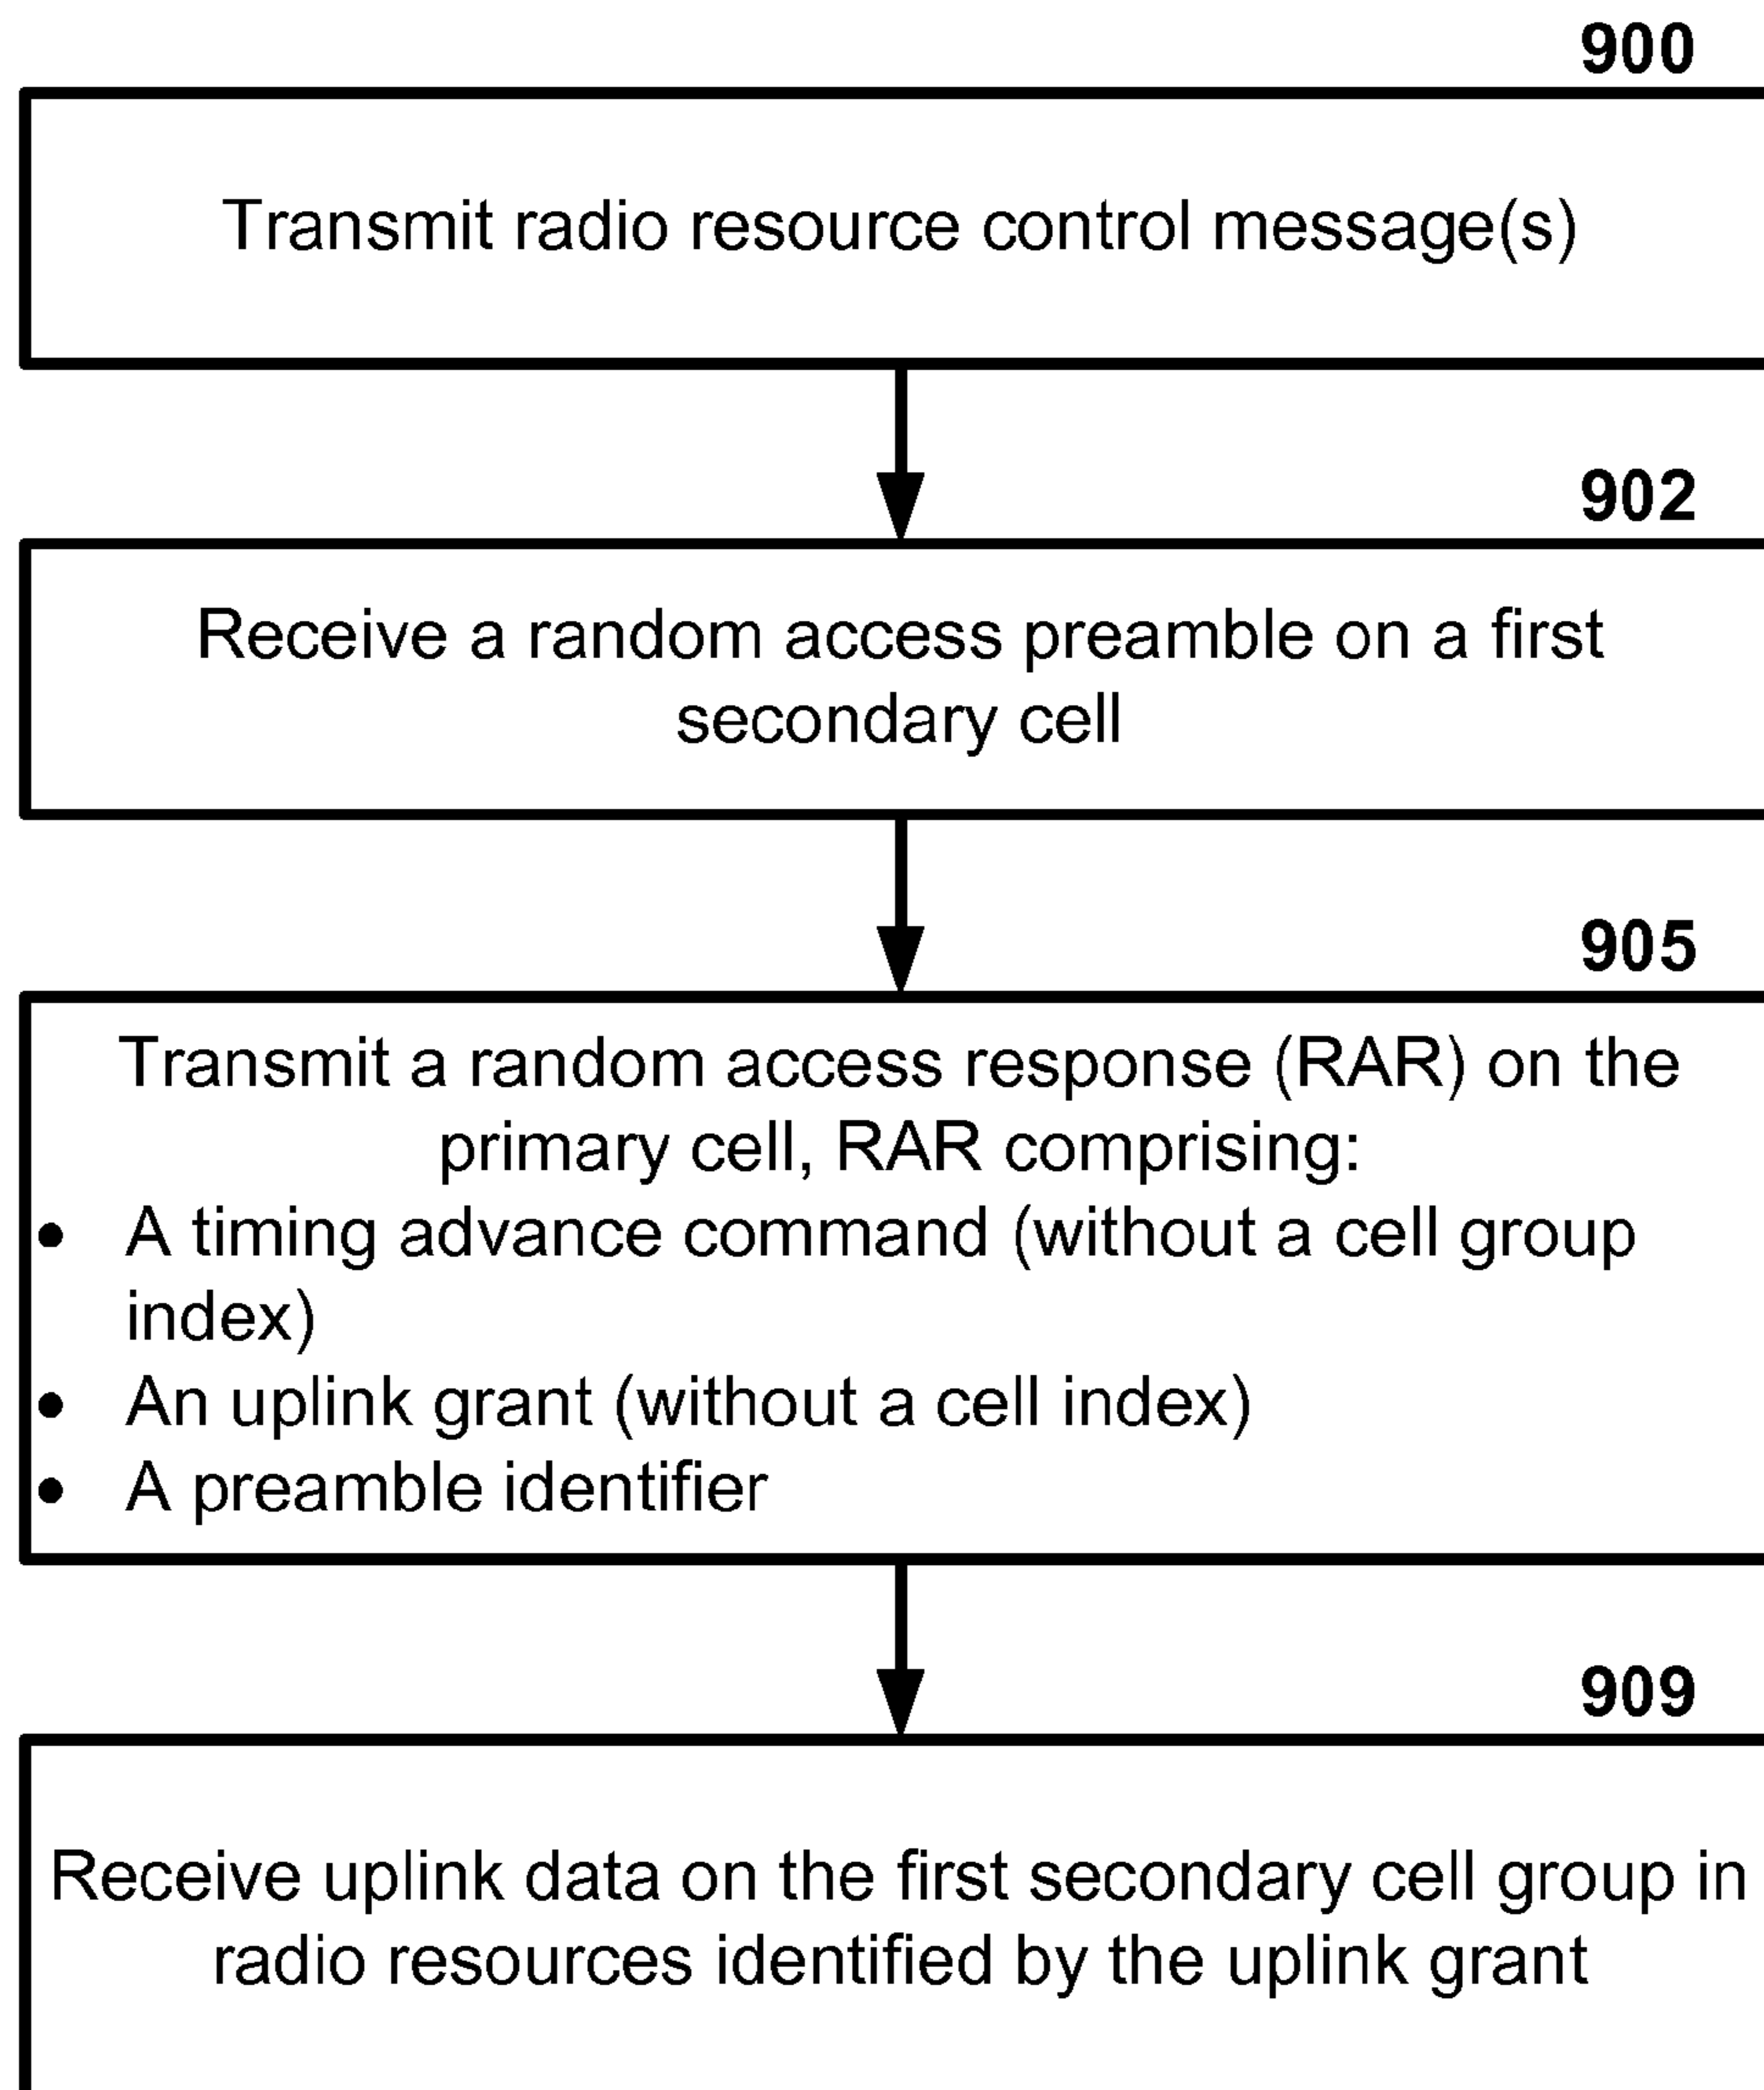 900
Transmit radio resource control message(s)
902
Receive a random access preamble on a first
secondary cell
905
Transmit a random access response (RAR) on the
primary cell, RAR comprising:
• A timing advance command (without a cell group
index)
• An uplink grant (without a cell index)
• A preamble identifier
909
Receive uplink data on the first secondary cell group in
radio resources identified by the uplink grant